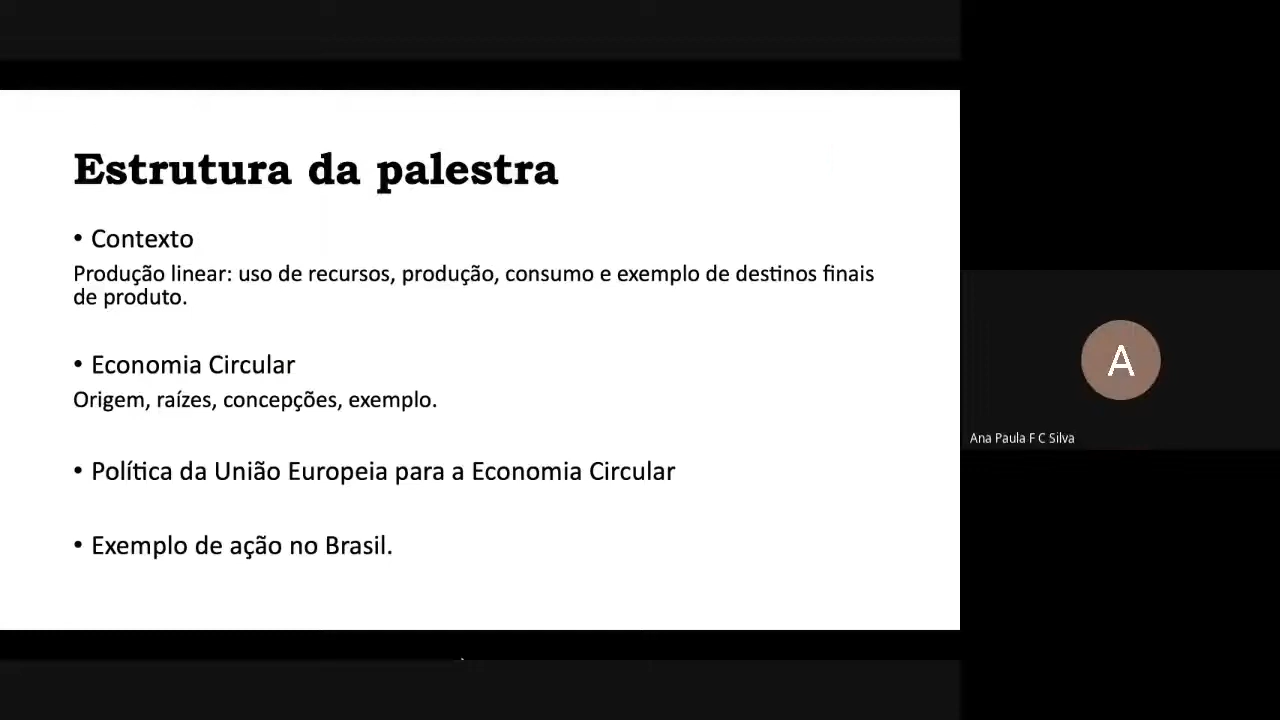 Estrutura da palestra
• Contexto
Produção linear: uso de recursos, produção, consumo e exemplo de destinos finais
de produto.
• Economia Circular
Origem, raízes, concepções, exemplo.
• Política da União Europeia para a Economia Circular
• Exemplo de ação no Brasil.
A
Ana Paula F C Silva